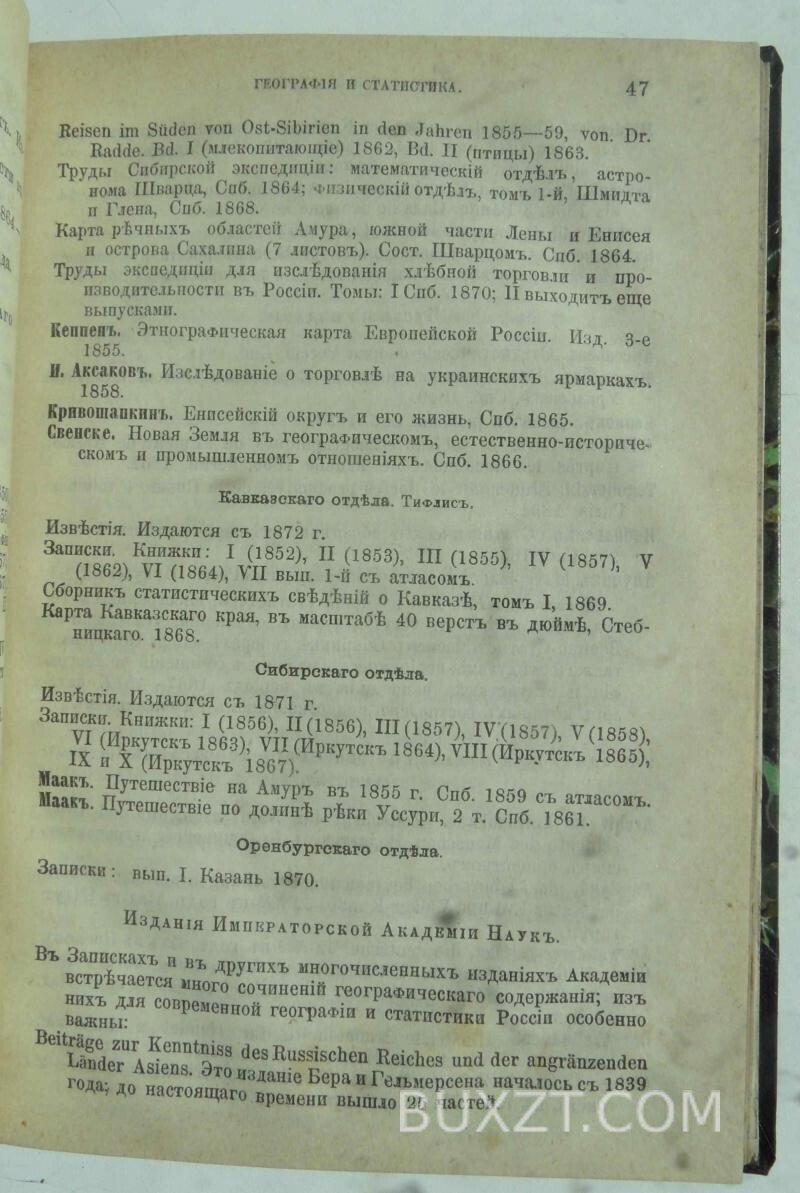 ГЕОГРАФІЯ И СТАТИСТИКА. 47
Reisen im Süden von Ost-Sibirien in den Jahren 1855—59, von Dr.
Radde. Bd. I (млекопитающіе) 1862, Bd. II (птицы) 1863.
Труды Сибирской экспедиціи: математическій отдѣлъ, астро-
нома Шварца, Спб. 1864; физическій отдѣлъ, томъ 1-й, Шмидта
и Глена, Спб. 1868.
Карта рѣчныхъ областей Амура, южной части Лены и Енисея
и острова Сахалина (7 листовъ). Сост. Шварцомъ. Спб. 1864.
Труды экспедиціи для изслѣдованія хлѣбной торговли и про-
изводительности въ Россіи. Томы: I Спб. 1870; II выходитъ еще
выпусками.
Кеппенъ. Этнографическая карта Европейской Россіи. Изд. 3-е
1855.
И. Аксаковъ. Изслѣдованіе о торговлѣ на украинскихъ ярмаркахъ.
1858.
Кривошапкинъ. Енисейскій округъ и его жизнь, Спб. 1865.
Свенске. Новая Земля въ географическомъ, естественно-историче-
скомъ и промышленномъ отношеніяхъ. Спб. 1866.
Кавказскаго отдѣла. Тифлисъ.
Извѣстія. Издаются съ 1872 г.
Записки. Книжки: I (1852), II (1853), III (1855), IV (1857), V
(1862), VI (1864), VII вып. 1-й съ атласомъ.
Сборникъ статистическихъ свѣдѣній о Кавказѣ, томъ I, 1869.
Карта Кавказскаго края, въ масштабѣ 40 верстъ въ дюймѣ, Стеб-
ницкаго. 1868.
Сибирскаго отдѣла.
Извѣстія. Издаются съ 1871 г.
Записки. Книжки: I (1856), II (1856), III (1857), IV (1857), V (1858),
VI (Иркутскъ 1863), VII (Иркутскъ 1864), VIII (Иркутскъ 1865),
IX и X (Иркутскъ 1867).
Маакъ. Путешествіе на Амуръ въ 1855 г. Спб. 1859 съ атласомъ.
Маакъ. Путешествіе по долинѣ рѣки Уссури, 2 т. Спб. 1861.
Оренбургскаго отдѣла.
Записки: вып. I. Казань 1870.
Изданія Императорской Академіи Наукъ.
Въ Запискахъ и въ другихъ многочисленныхъ изданіяхъ Академіи
встрѣчается много сочиненій географическаго содержанія; изъ
нихъ для современной географіи и статистики Россіи особенно
важны:
Beiträge zur Kenntniss des Russischen Reiches und der angränzenden
Länder Asiens. Это изданіе Бера и Гельмерсена началось съ 1839
года; до настоящаго времени вышло частей.
BUXZT.COM